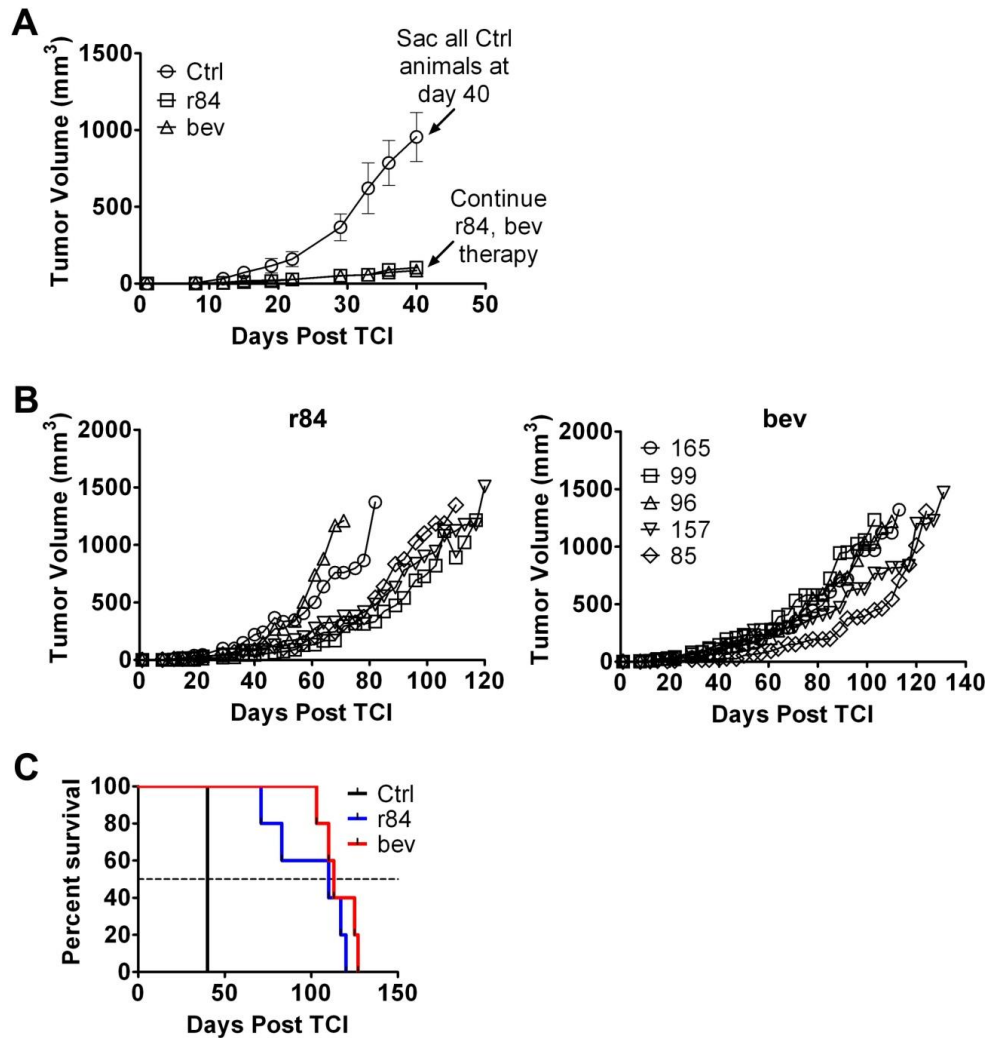 A
Tumor Volume (mm³)
1500
1000
500
0
Ctrl
r84
bev
Sac all Ctrl
animals at
day 40
Continue
r84, bev
therapy
0 10 20 30 40 50
Days Post TCI
B
r84
Tumor Volume (mm³)
2000
1500
1000
500
0
0 20 40 60 80 100 120
Days Post TCI
bev
Tumor Volume (mm³)
2000
1500
1000
500
0
165
99
96
157
85
0 20 40 60 80 100 120 140
Days Post TCI
C
Percent survival
100
80
60
40
20
0
Ctrl
r84
bev
0 50 100 150
Days Post TCI